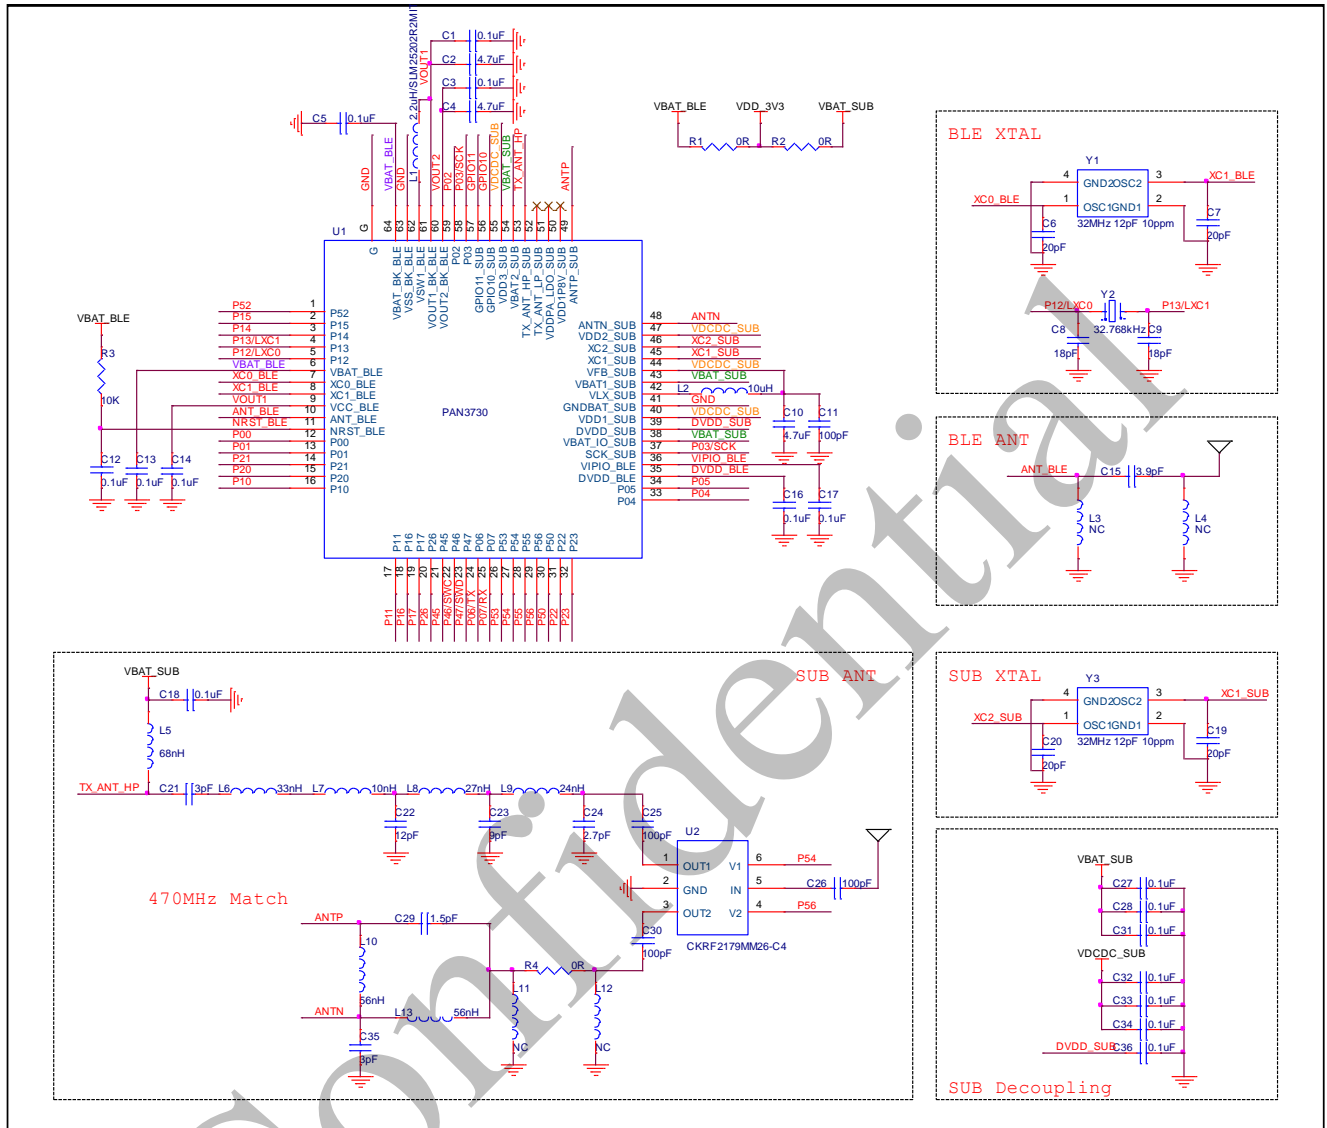 C1 0.1uF
C2 4.7uF
C3 0.1uF
C4 4.7uF
C5 0.1uF
2.2uH/SLM25202R2MIT
L1
VOUT1
GND
VBAT_BLE
GND
VOUT2
P02
P03/SCK
GPIO11
GPIO10
VDCDC_SUB
VBAT_SUB
TX_ANT_HP
ANTP
G 64 63 62 61 60 59 58 57 56 55 54 53 52 51 50 49
U1
G
VBAT_BK_BLE
VSS_BK_BLE
VSW1_BLE
VOUT1_BK_BLE
VOUT2_BK_BLE
P02
P03
GPIO11_SUB
GPIO10_SUB
VDD3_SUB
VBAT2_SUB
TX_ANT_HP_SUB
TX_ANT_LP_SUB
VDDPA_LDO_SUB
VDD1P8V_SUB
ANTP_SUB
VBAT_BLE VDD_3V3 VBAT_SUB
R1 0R R2 0R
P52 1 P52
P15 2 P15
P14 3 P14
P13/LXC1 4 P13
P12/LXC0 5 P12
VBAT_BLE 6 VBAT_BLE
XC0_BLE 7 XC0_BLE
XC1_BLE 8 XC1_BLE
VOUT1 9 VCC_BLE
ANT_BLE 10 ANT_BLE
NRST_BLE 11 NRST_BLE
P00 12 P00
P01 13 P01
P21 14 P21
P20 15 P20
P10 16 P10
VBAT_BLE
R3
10K
C12 C13 C14
0.1uF 0.1uF 0.1uF
PAN3730
ANTN_SUB 48 ANTN
VDD2_SUB 47 VDCDC_SUB
XC2_SUB 46 XC2_SUB
XC1_SUB 45 XC1_SUB
VFB_SUB 44 VDCDC_SUB
VBAT1_SUB 43 VBAT_SUB
VLX_SUB 42 L2 10uH
GNDBAT_SUB 41 GND
VDD1_SUB 40 VDCDC_SUB
DVDD_SUB 39 DVDD_SUB
VBAT_IO_SUB 38 VBAT_SUB
SCK_SUB 37 P03/SCK
VIPIO_BLE 36 VIPIO_BLE
DVDD_BLE 35 DVDD_BLE
P05 34 P05
P04 33 P04
C10 C11
4.7uF 100pF
C16 C17
0.1uF 0.1uF
P11 P16 P17 P26 P45 P46 P47 P06 P07 P53 P54 P55 P56 P50 P22 P23
17 18 19 20 21 22 23 24 25 26 27 28 29 30 31 32
P11
P16
P17
P26
P45
P46/SWC
P47/SWD
P06/TX
P07/RX
P53
P54
P55
P56
P50
P22
P23
BLE XTAL
Y1
4 GND2 OSC2 3 XC1_BLE
XC0_BLE 1 OSC1 GND1 2
32MHz 12pF 10ppm
C6 20pF
C7 20pF
P12/LXC0 Y2 P13/LXC1
C8 32.768kHz C9
18pF 18pF
BLE ANT
ANT_BLE C15 3.9pF
L3 NC
L4 NC
SUB ANT
VBAT_SUB
C18 0.1uF
L5
68nH
TX_ANT_HP C21 3pF L6 33nH L7 10nH L8 27nH L9 24nH
C22 12pF
C23 9pF
C24 2.7pF
C25 100pF
U2
1 OUT1 V1 6 P54
2 GND IN 5 C26 100pF
3 OUT2 V2 4 P56
CKRF2179MM26-C4
470MHz Match
ANTP C29 1.5pF
L10
56nH
C30
100pF
R4 0R
L11 NC
L12 NC
ANTN L13 56nH
C35
3pF
SUB XTAL
Y3
4 GND2 OSC2 3 XC1_SUB
XC2_SUB 1 OSC1 GND1 2
32MHz 12pF 10ppm
C20 20pF
C19 20pF
VBAT_SUB
C27 0.1uF
C28 0.1uF
C31 0.1uF
VDCDC_SUB
C32 0.1uF
C33 0.1uF
C34 0.1uF
DVDD_SUB C36 0.1uF
SUB Decoupling
Confidential